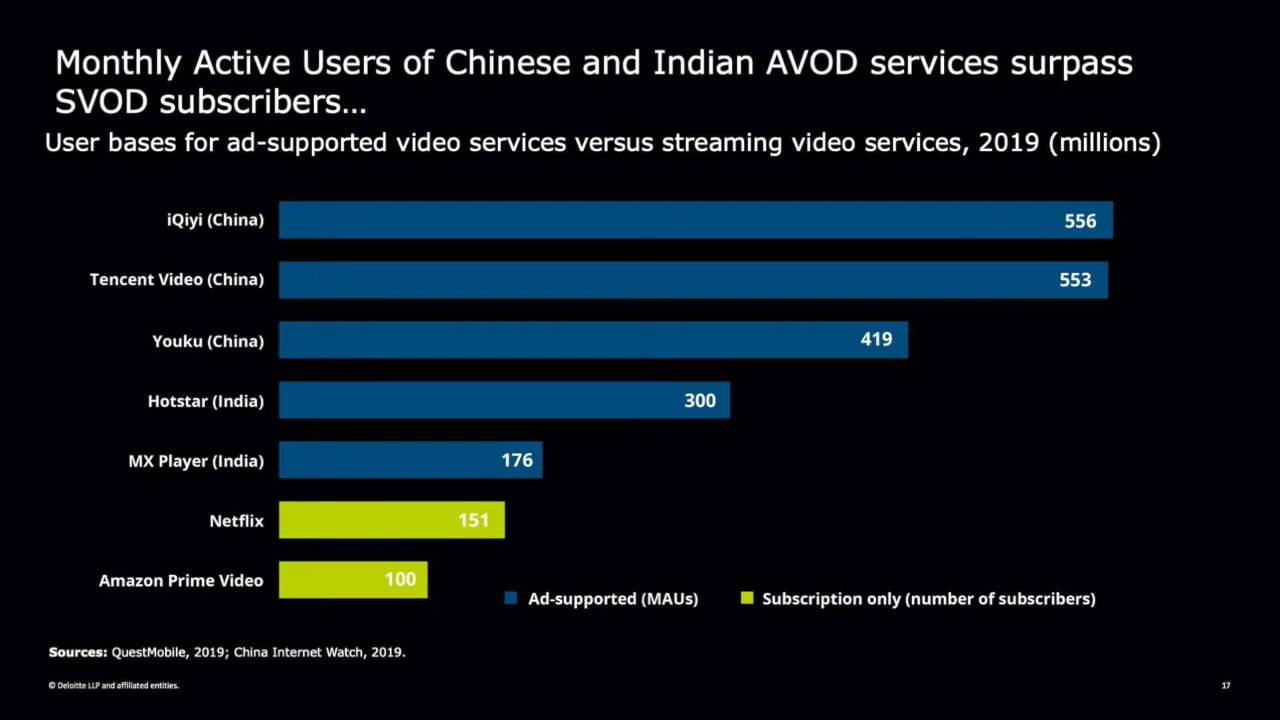 Monthly Active Users of Chinese and Indian AVOD services surpass
SVOD subscribers…
User bases for ad-supported video services versus streaming video services, 2019 (millions)
iQiyi (China)
556
Tencent Video (China)
553
Youku (China)
419
Hotstar (India)
300
MX Player (India)
176
Netflix
151
Amazon Prime Video
100
Ad-supported (MAUs)
Subscription only (number of subscribers)
Sources: QuestMobile, 2019; China Internet Watch, 2019.
© Deloitte LLP and affiliated entities.
17